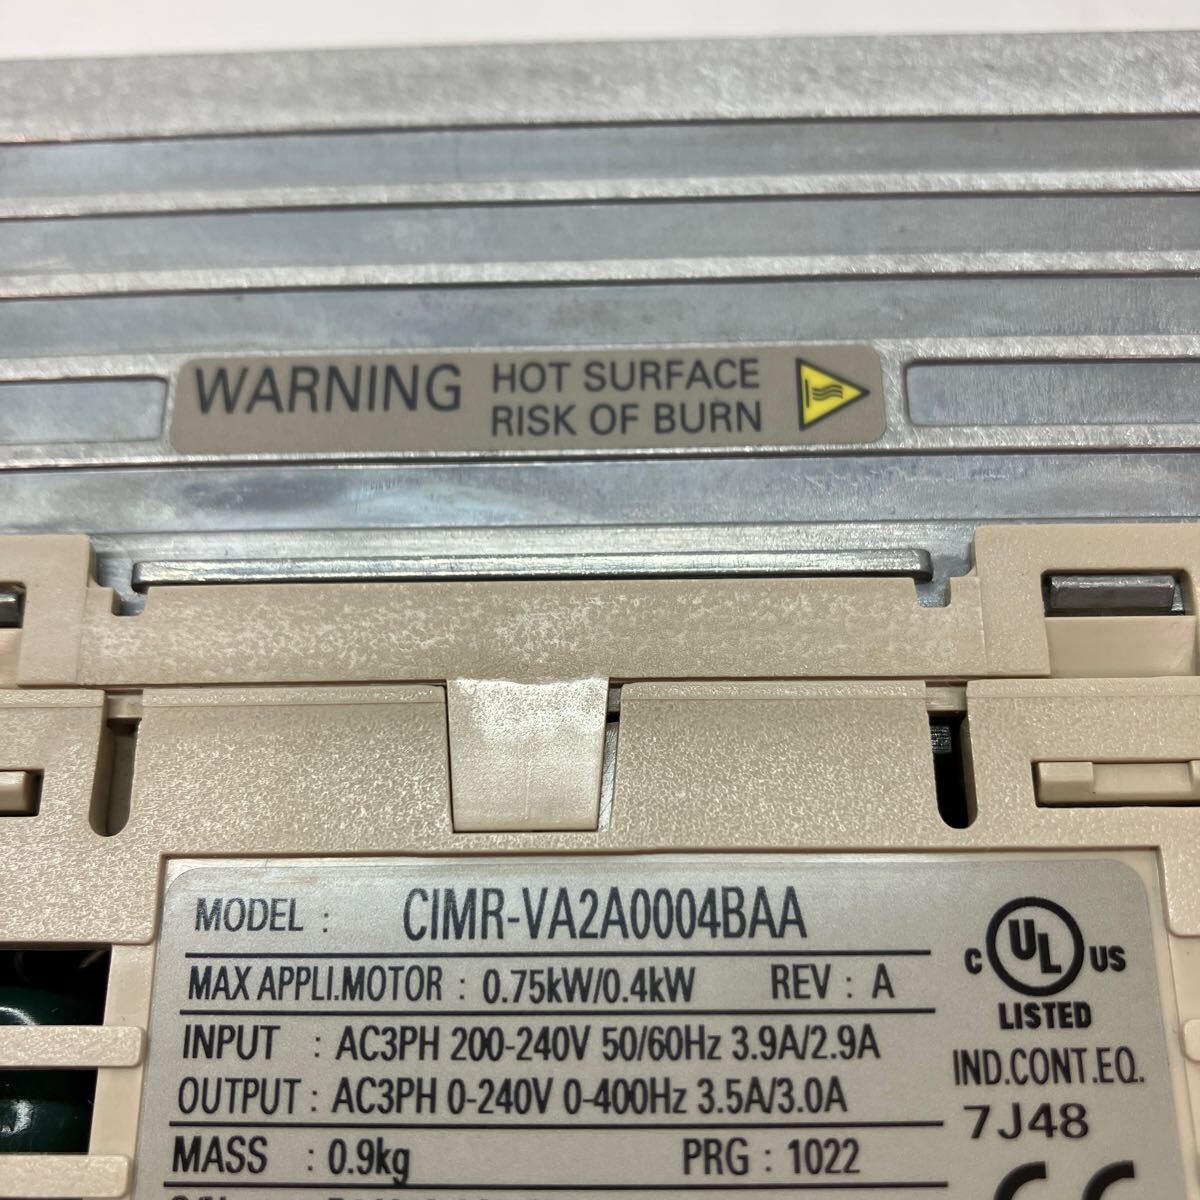 WARNING HOT SURFACE
RISK OF BURN
MODEL : CIMR-VA2A0004BAA
MAX APPLI.MOTOR : 0.75kW/0.4kW REV : A
INPUT : AC3PH 200-240V 50/60Hz 3.9A/2.9A
OUTPUT : AC3PH 0-240V 0-400Hz 3.5A/3.0A
MASS : 0.9kg PRG : 1022
C UL US
LISTED
IND.CONT.EQ.
7J48
CE